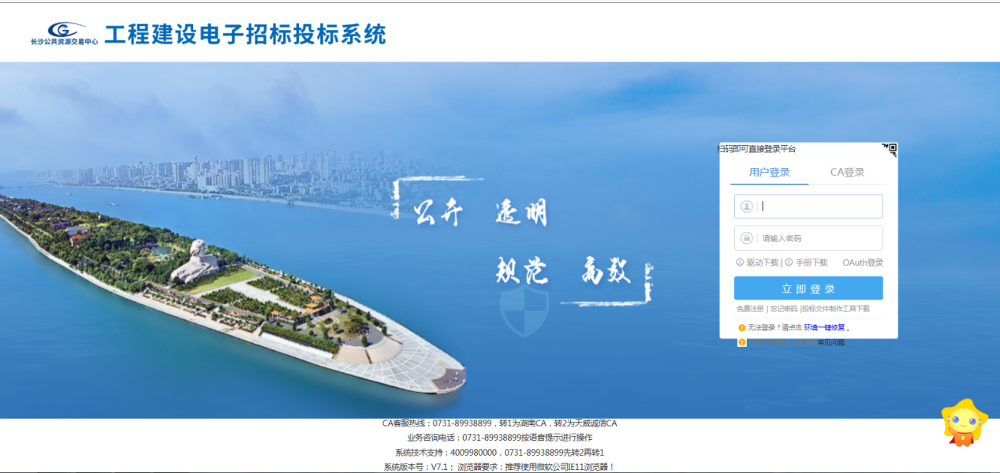 长沙公共资源交易中心 工程建设电子招标投标系统
公开 透明
规范 高效
扫码即可直接登录平台
用户登录 CA登录
请输入密码
驱动下载 | 手册下载 OAuth登录
立即登录
免费注册 | 忘记密码 |投标文件制作工具下载
无法登录？请点击 环境一键修复 。
常见问题
CA客服热线：0731-89938899，转1为湖南CA，转2为天威诚信CA
业务咨询电话：0731-89938899按语音提示进行操作
系统技术支持：4009980000，0731-89938899先转2再转1
系统版本号：V7.1； 浏览器要求：推荐使用微软公司IE11浏览器！